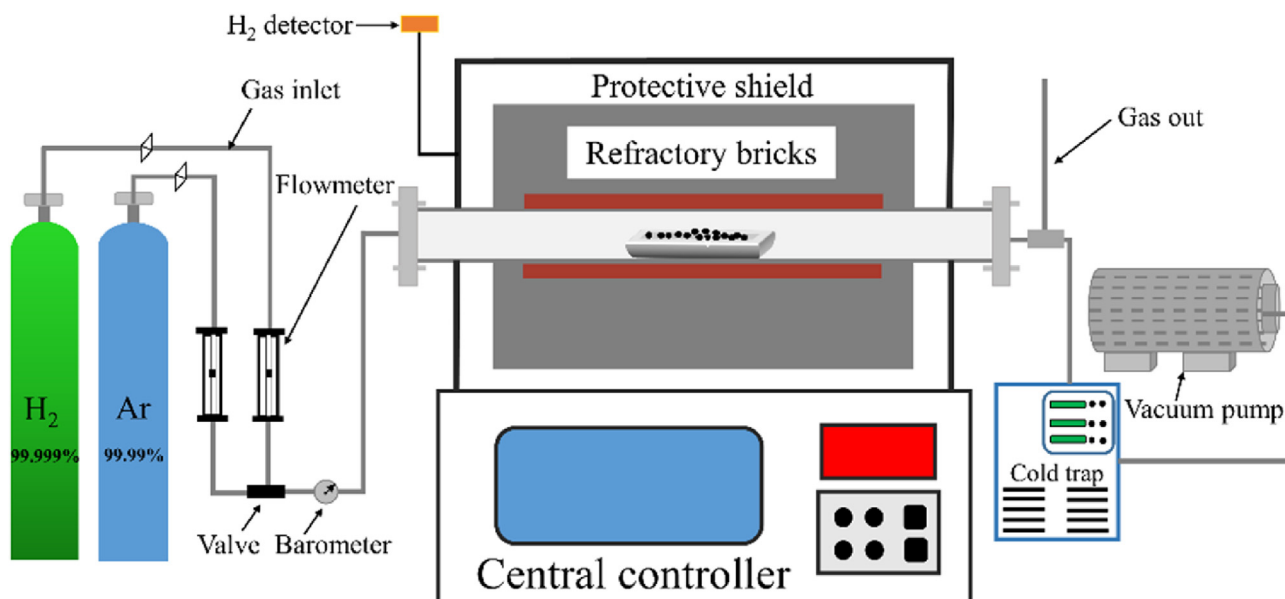 H₂ detector
Protective shield
Gas inlet
Gas out
Refractory bricks
Flowmeter
H₂
99.999%
Ar
99.99%
Vacuum pump
Cold trap
Valve
Barometer
Central controller